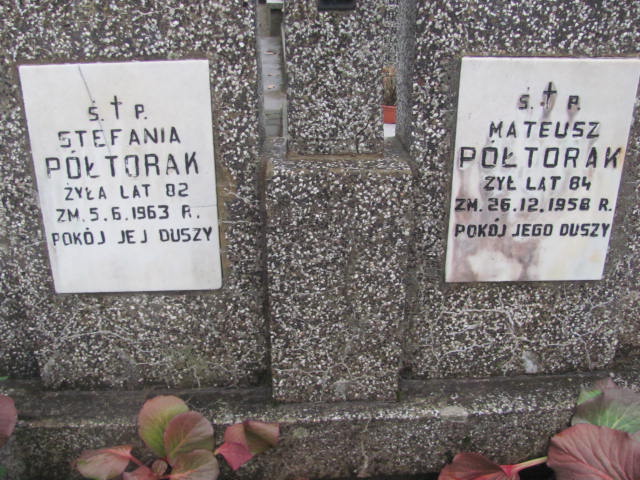 Ś. † P.
STEFANIA
PÓŁTORAK
ŻYŁA LAT 82
ZM. 5. 6. 1963 R.
POKÓJ JEJ DUSZY
Ś. † P.
MATEUSZ
PÓŁTORAK
ŻYŁ LAT 84
ZM. 26. 12. 1958 R.
POKÓJ JEGO DUSZY